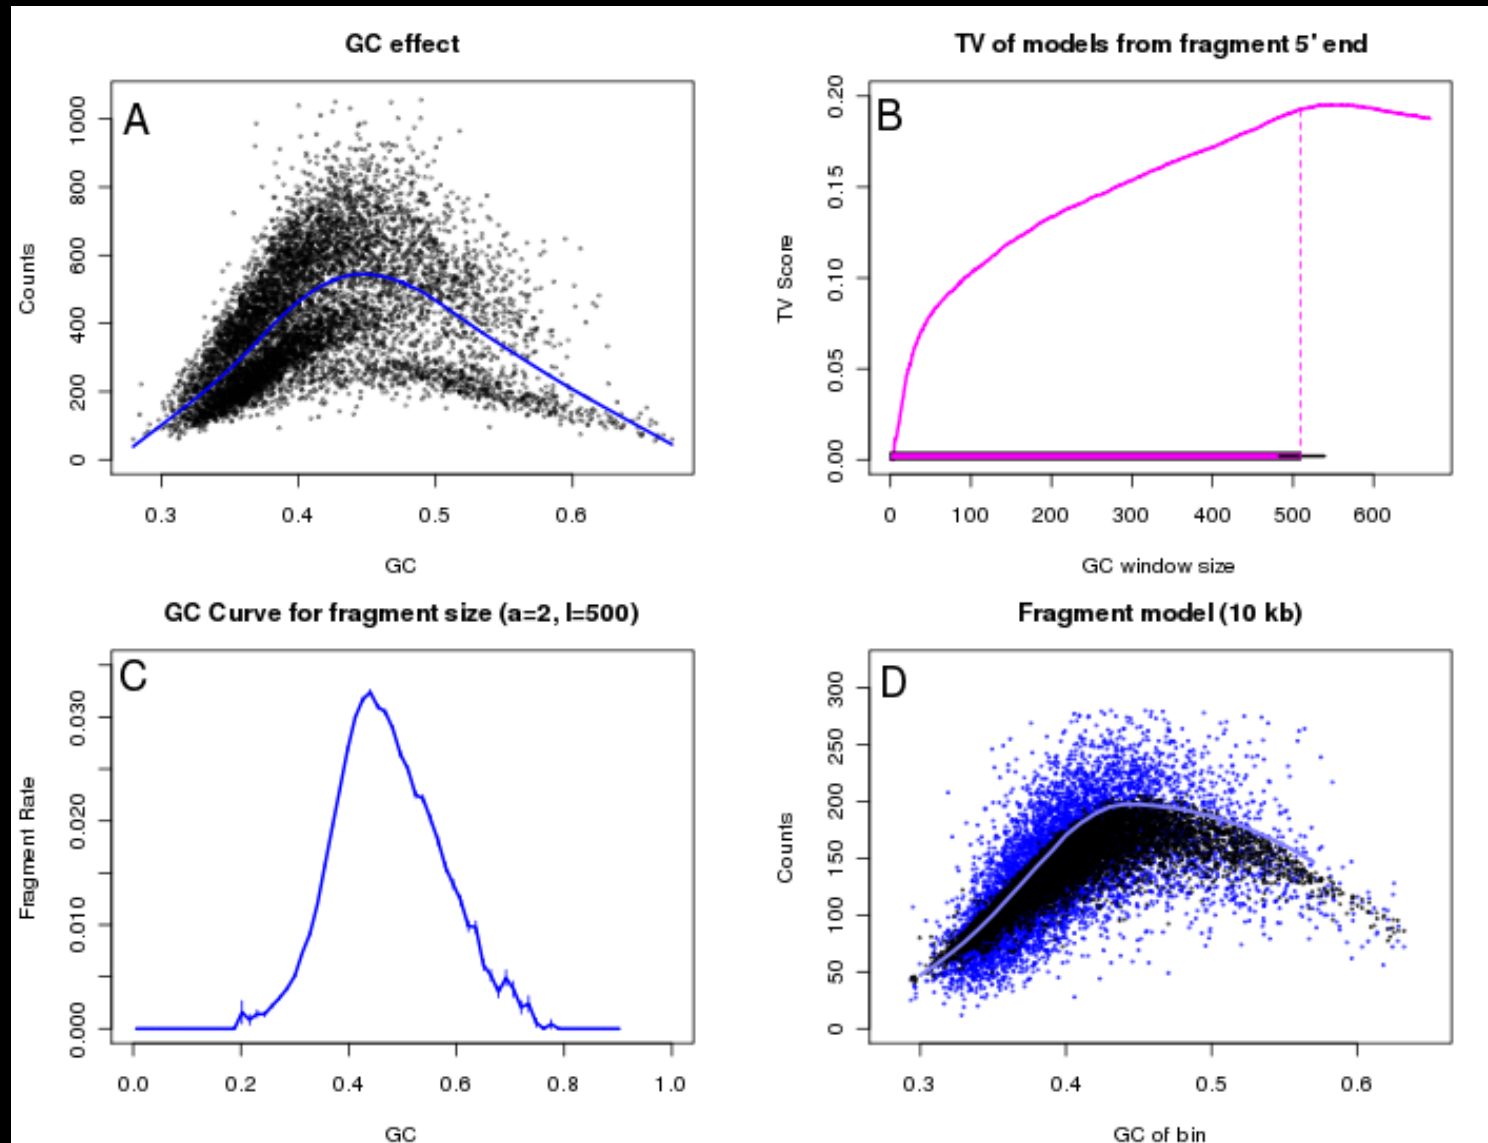 GC effect
A
Counts
0
200
400
600
800
1000
0.3 0.4 0.5 0.6
GC
TV of models from fragment 5' end
B
TV Score
0.00
0.05
0.10
0.15
0.20
0 100 200 300 400 500 600
GC window size
GC Curve for fragment size (a=2, l=500)
C
Fragment Rate
0.000
0.010
0.020
0.030
0.0 0.2 0.4 0.6 0.8 1.0
GC
Fragment model (10 kb)
D
Counts
0
50
100
150
200
250
300
0.3 0.4 0.5 0.6
GC of bin